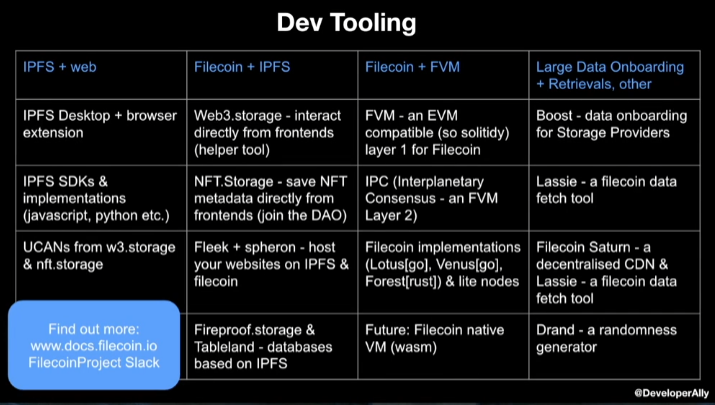 Dev Tooling
IPFS + web
Filecoin + IPFS
Filecoin + FVM
Large Data Onboarding
+ Retrievals, other
IPFS Desktop + browser
extension
Web3.storage - interact
directly from frontends
(helper tool)
FVM - an EVM
compatible (so solitidy)
layer 1 for Filecoin
Boost - data onboarding
for Storage Providers
IPFS SDKs &
implementations
(javascript, python etc.)
NFT.Storage - save NFT
metadata directly from
frontends (join the DAO)
IPC (Interplanetary
Consensus - an FVM
Layer 2)
Lassie - a filecoin data
fetch tool
UCANs from w3.storage
& nft.storage
Fleek + spheron - host
your websites on IPFS &
filecoin
Filecoin implementations
(Lotus[go], Venus[go],
Forest[rust]) & lite nodes
Filecoin Saturn - a
decentralised CDN &
Lassie - a filecoin data
fetch tool
Find out more:
www.docs.filecoin.io
FilecoinProject Slack
Fireproof.storage &
Tableland - databases
based on IPFS
Future: Filecoin native
VM (wasm)
Drand - a randomness
generator
@DeveloperAlly